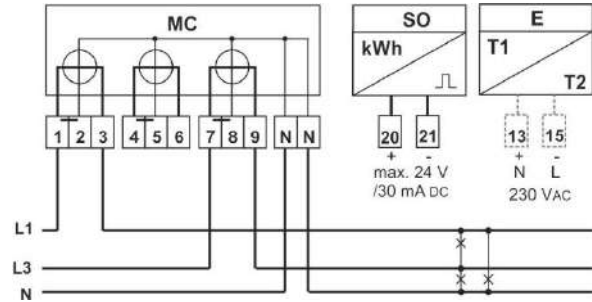 MC
SO
E
kWh
T1
T2
1 2 3 4 5 6 7 8 9 N N
20 21 13 15
+ - + -
max. 24 V
/30 mA DC
N L
230 VAC
L1
L3
N